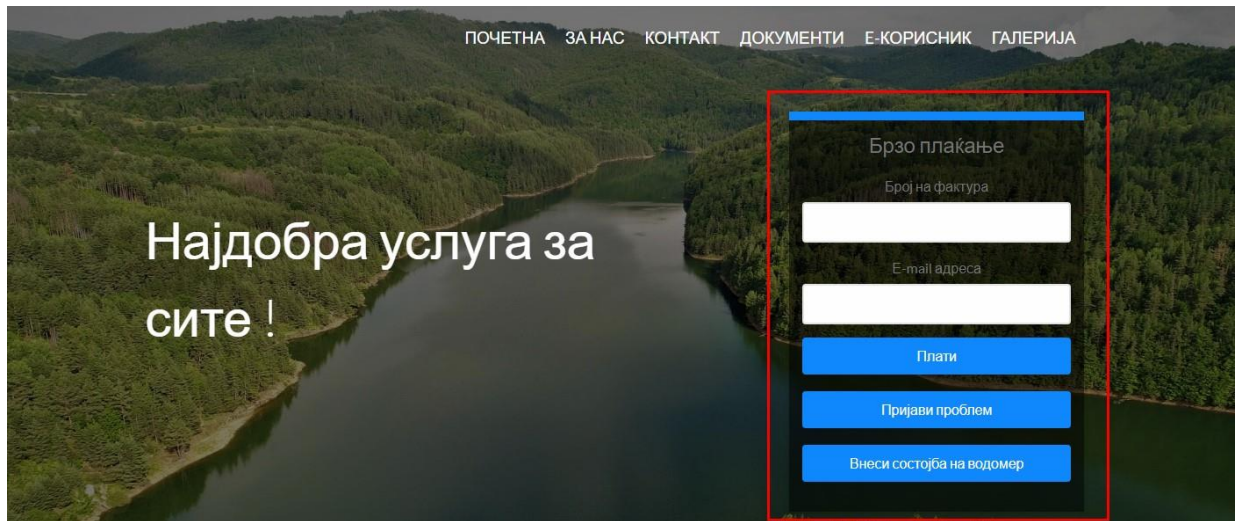 ПОЧЕТНА ЗА НАС КОНТАКТ ДОКУМЕНТИ Е-КОРИСНИК ГАЛЕРИЈА
Најдобра услуга за
сите !
Брзо плаќање
Број на фактура
E-mail адреса
Плати
Пријави проблем
Внеси состојба на водомер